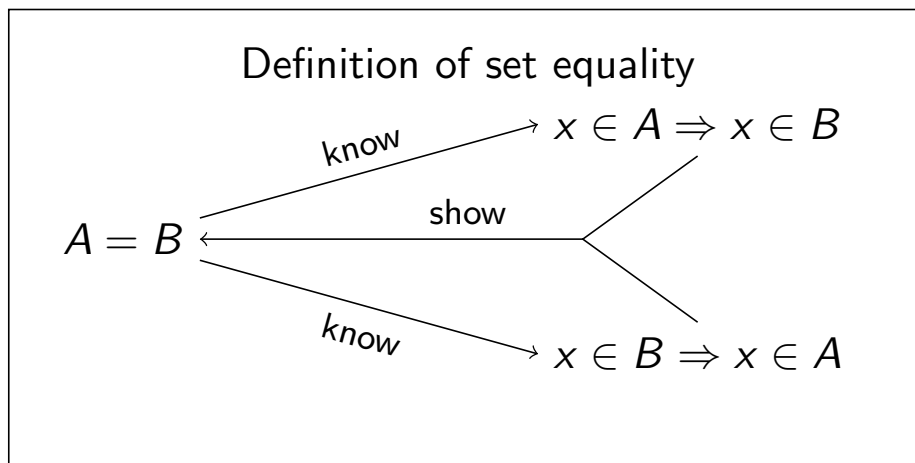 Definition of set equality
know
x ∈ A ⇒ x ∈ B
show
A = B
know
x ∈ B ⇒ x ∈ A